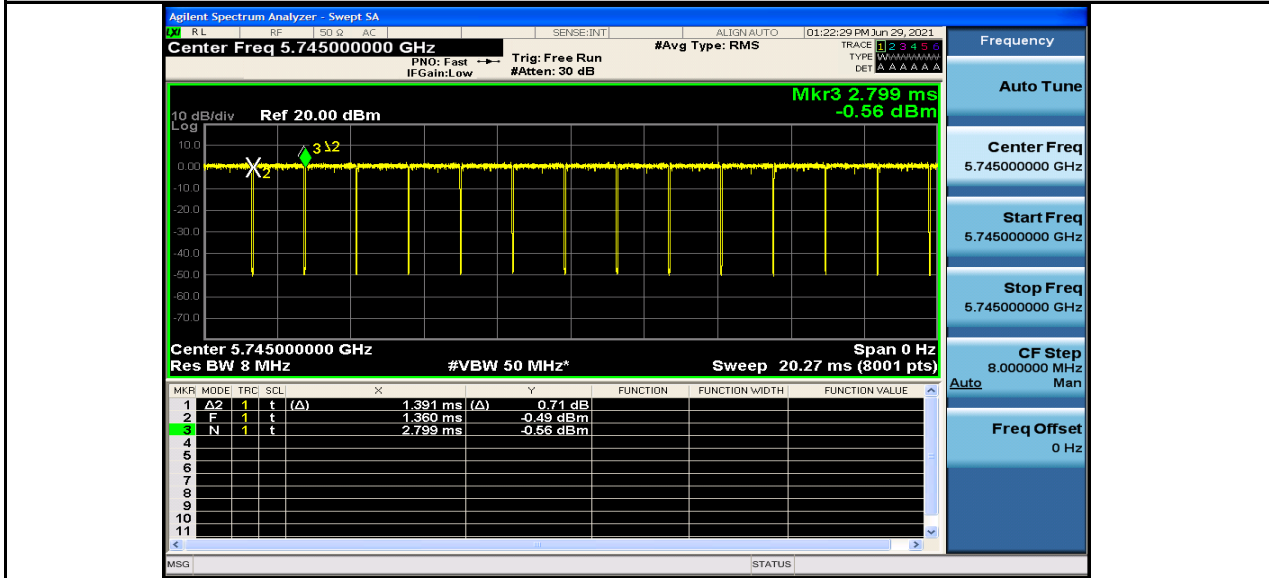 Agilent Spectrum Analyzer - Swept SA
LXI RL RF 50 Ω AC SENSE:INT ALIGN AUTO 01:22:29 PM Jun 29, 2021
Center Freq 5.745000000 GHz #Avg Type: RMS TRACE 1 2 3 4 5 6
PNO: Fast Trig: Free Run TYPE WWWWWW
IFGain:Low #Atten: 30 dB DET A A A A A A
Mkr3 2.799 ms
10 dB/div Ref 20.00 dBm -0.56 dBm
Log
10.0
3 Δ2
0.00
2
-10.0
-20.0
-30.0
-40.0
-50.0
-60.0
-70.0
Center 5.745000000 GHz Span 0 Hz
Res BW 8 MHz #VBW 50 MHz* Sweep 20.27 ms (8001 pts)
MKR MODE TRC SCL X Y FUNCTION FUNCTION WIDTH FUNCTION VALUE
1 Δ2 1 t (Δ) 1.391 ms (Δ) 0.71 dB
2 F 1 t 1.360 ms -0.49 dBm
3 N 1 t 2.799 ms -0.56 dBm
4
5
6
7
8
9
10
11
MSG STATUS
Frequency
Auto Tune
Center Freq
5.745000000 GHz
Start Freq
5.745000000 GHz
Stop Freq
5.745000000 GHz
CF Step
8.000000 MHz
Auto Man
Freq Offset
0 Hz